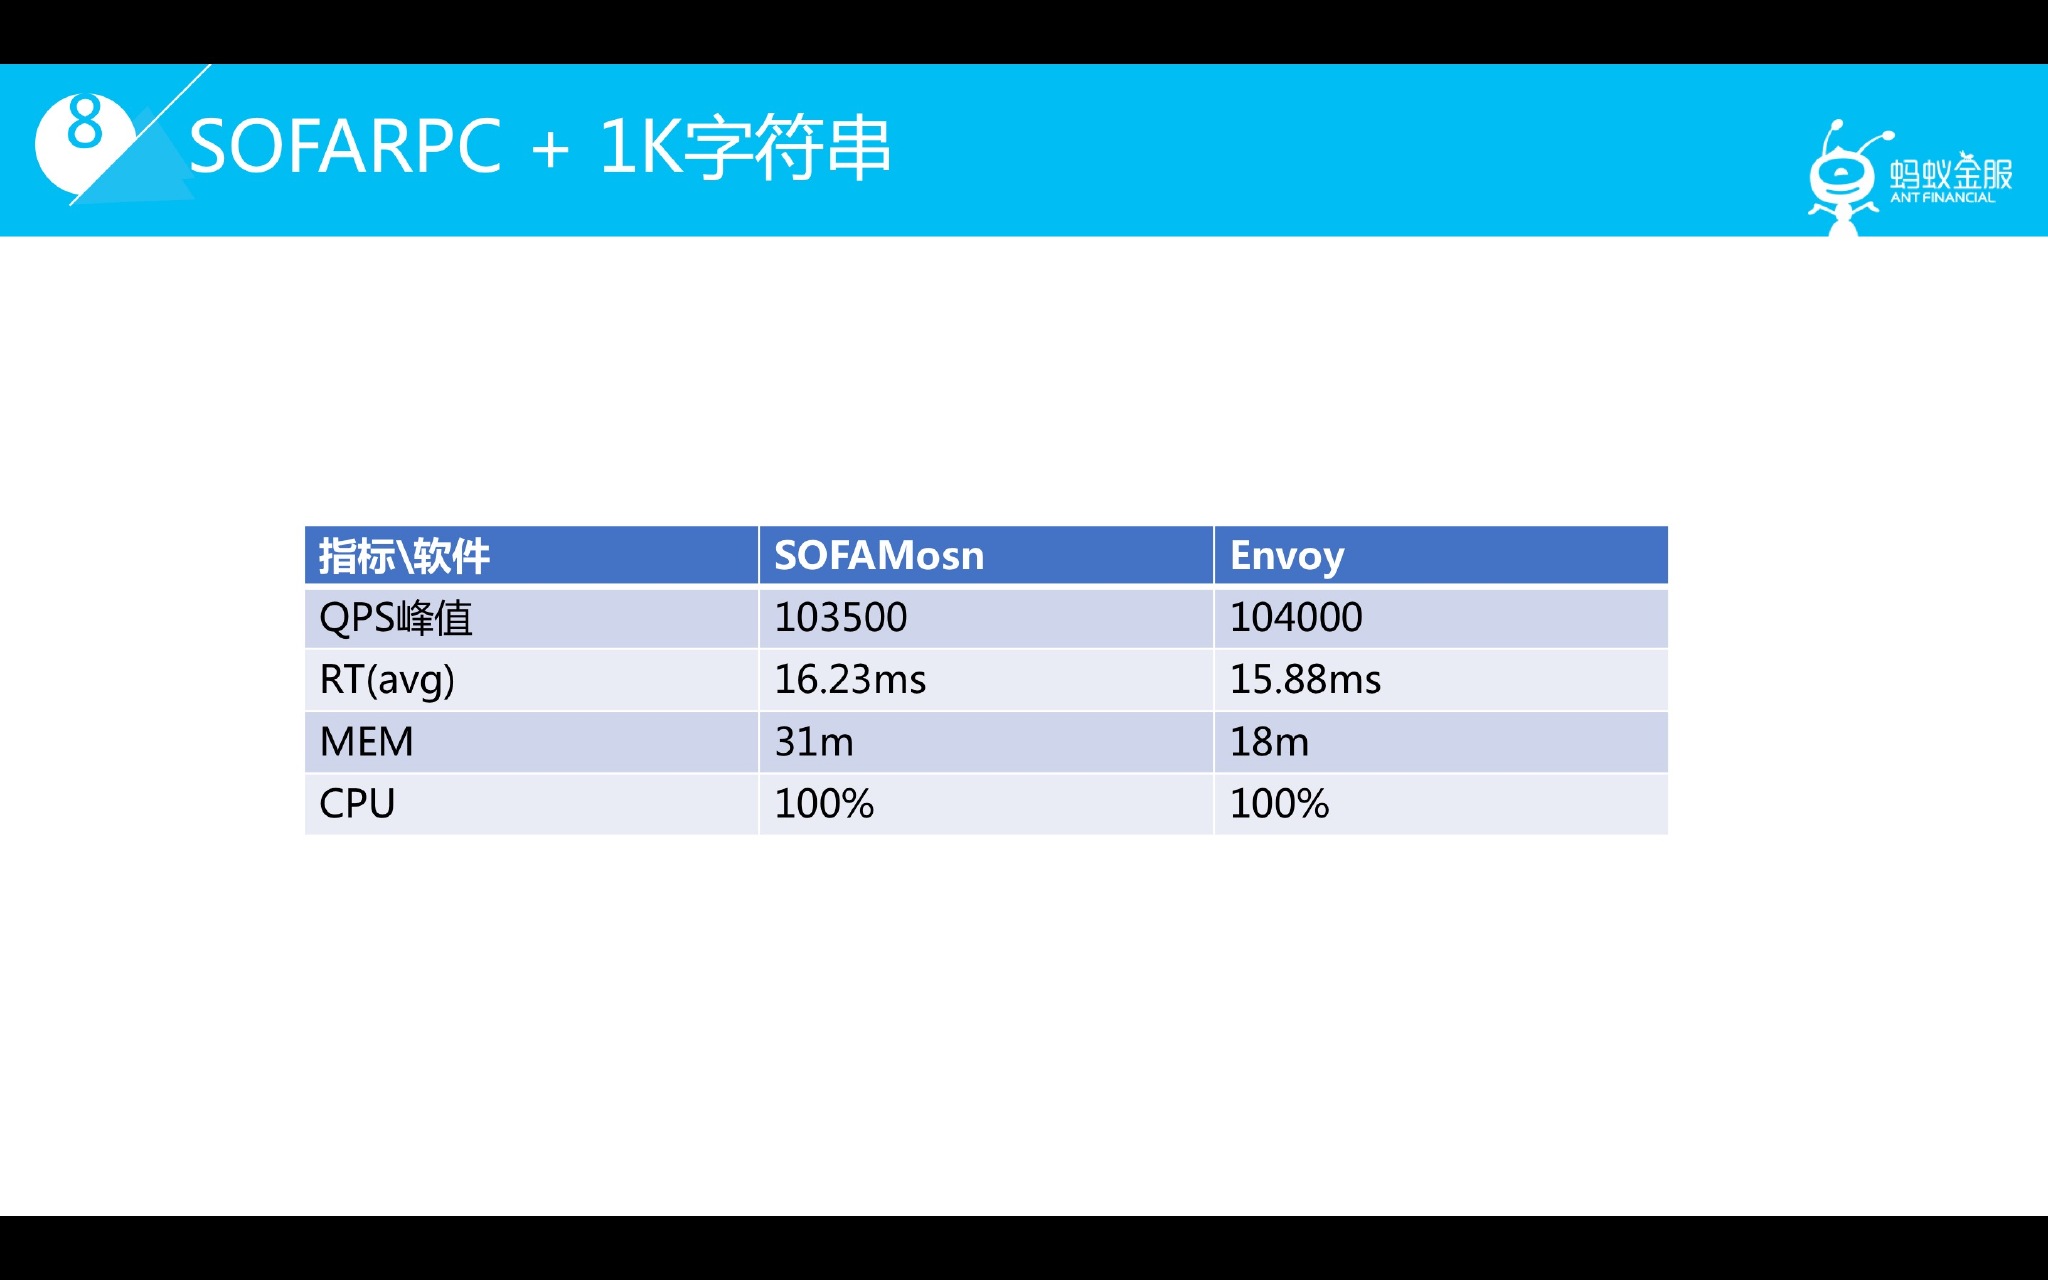 8
SOFARPC + 1K字符串
蚂蚁金服
ANT FINANCIAL
指标\软件 SOFAMosn Envoy
QPS峰值 103500 104000
RT(avg) 16.23ms 15.88ms
MEM 31m 18m
CPU 100% 100%